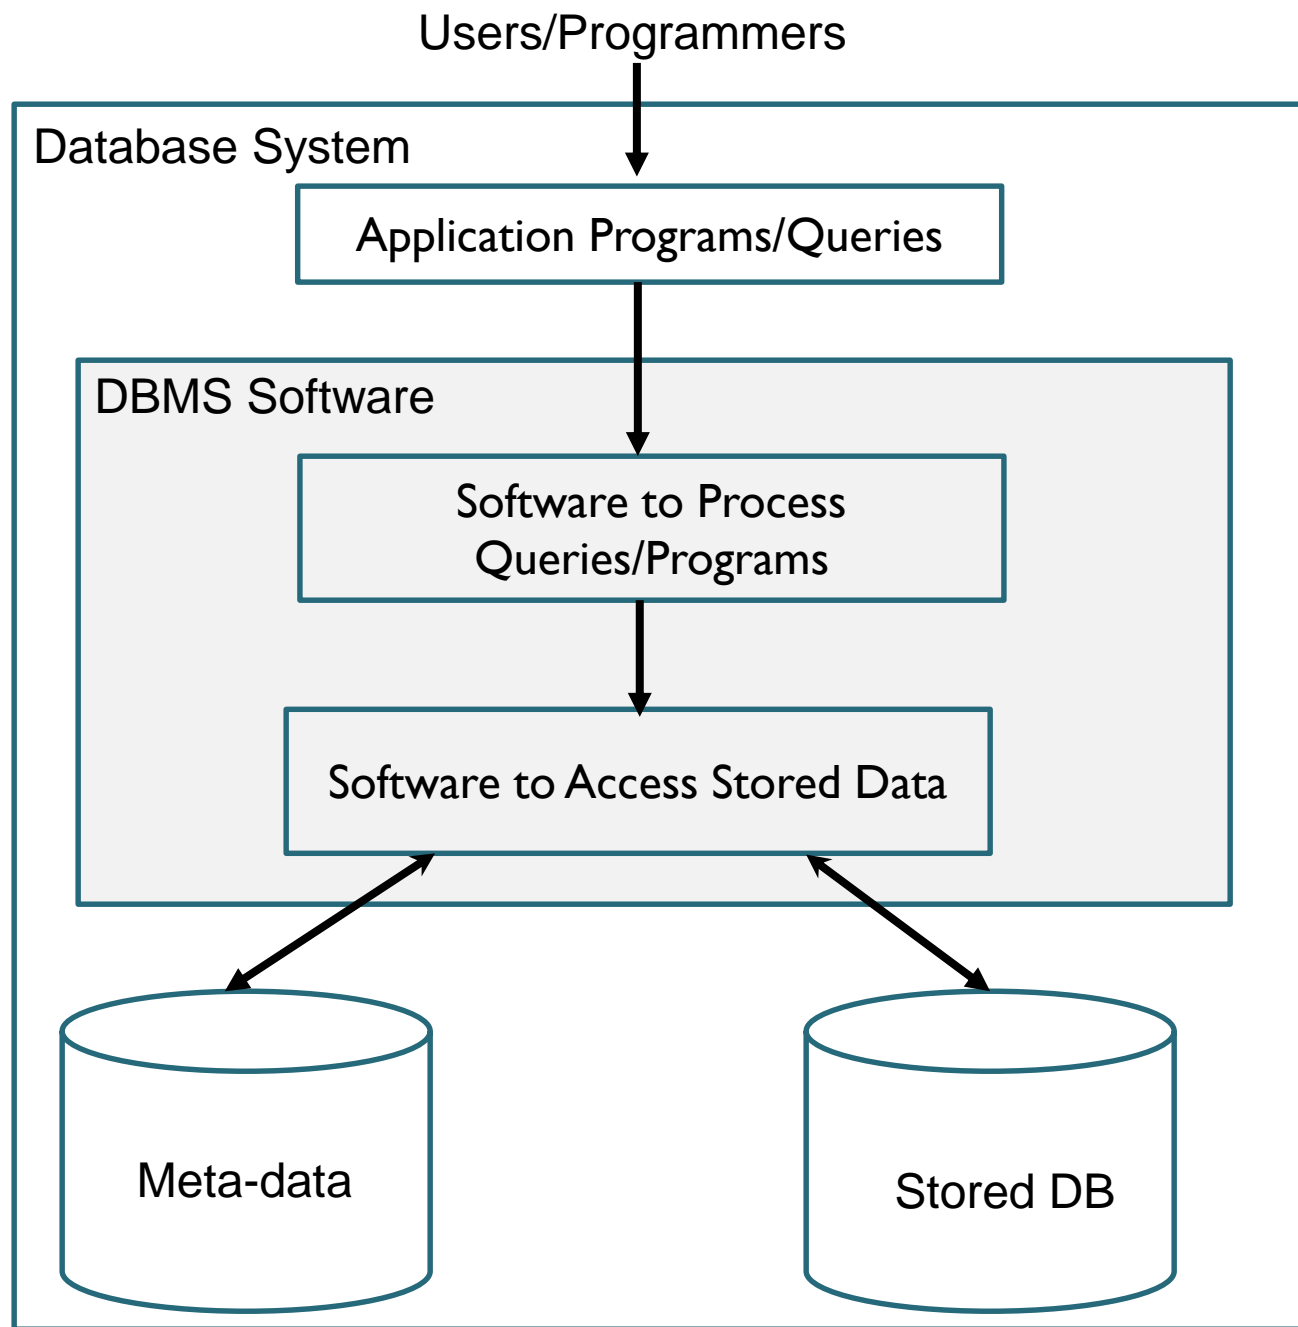 Users/Programmers
Database System
Application Programs/Queries
DBMS Software
Software to Process
Queries/Programs
Software to Access Stored Data
Meta-data
Stored DB